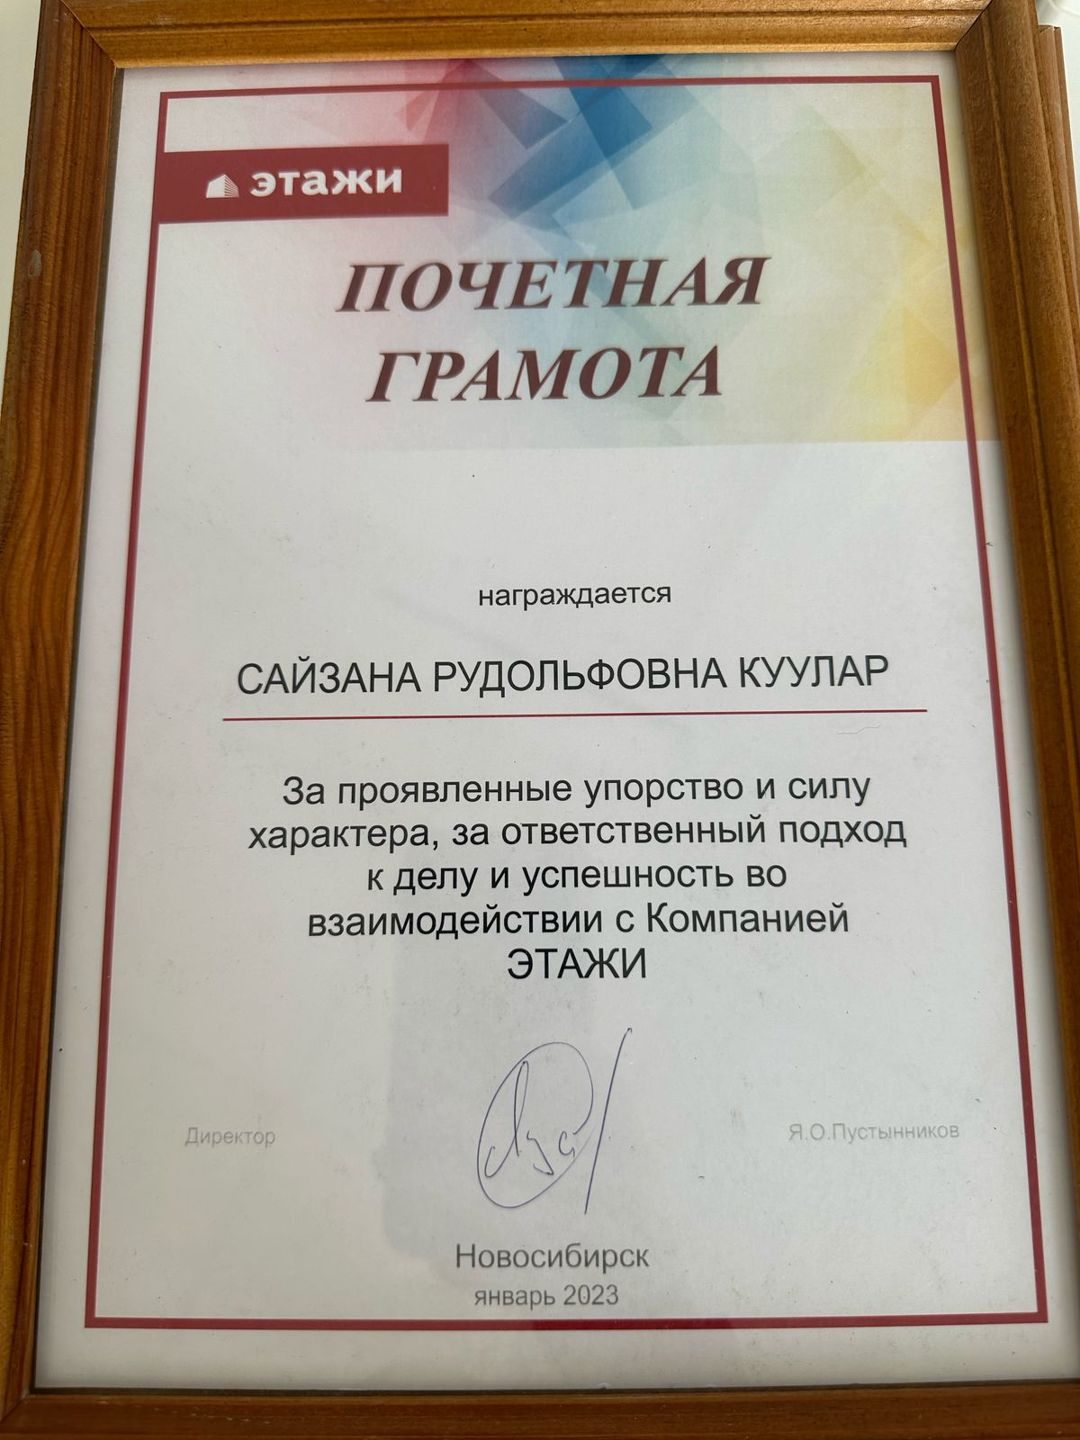 этажи
ПОЧЕТНАЯ
ГРАМОТА
награждается
САЙЗАНА РУДОЛЬФОВНА КУУЛАР
За проявленные упорство и силу
характера, за ответственный подход
к делу и успешность во
взаимодействии с Компанией
ЭТАЖИ
Директор
Я.О.Пустынников
Новосибирск
январь 2023